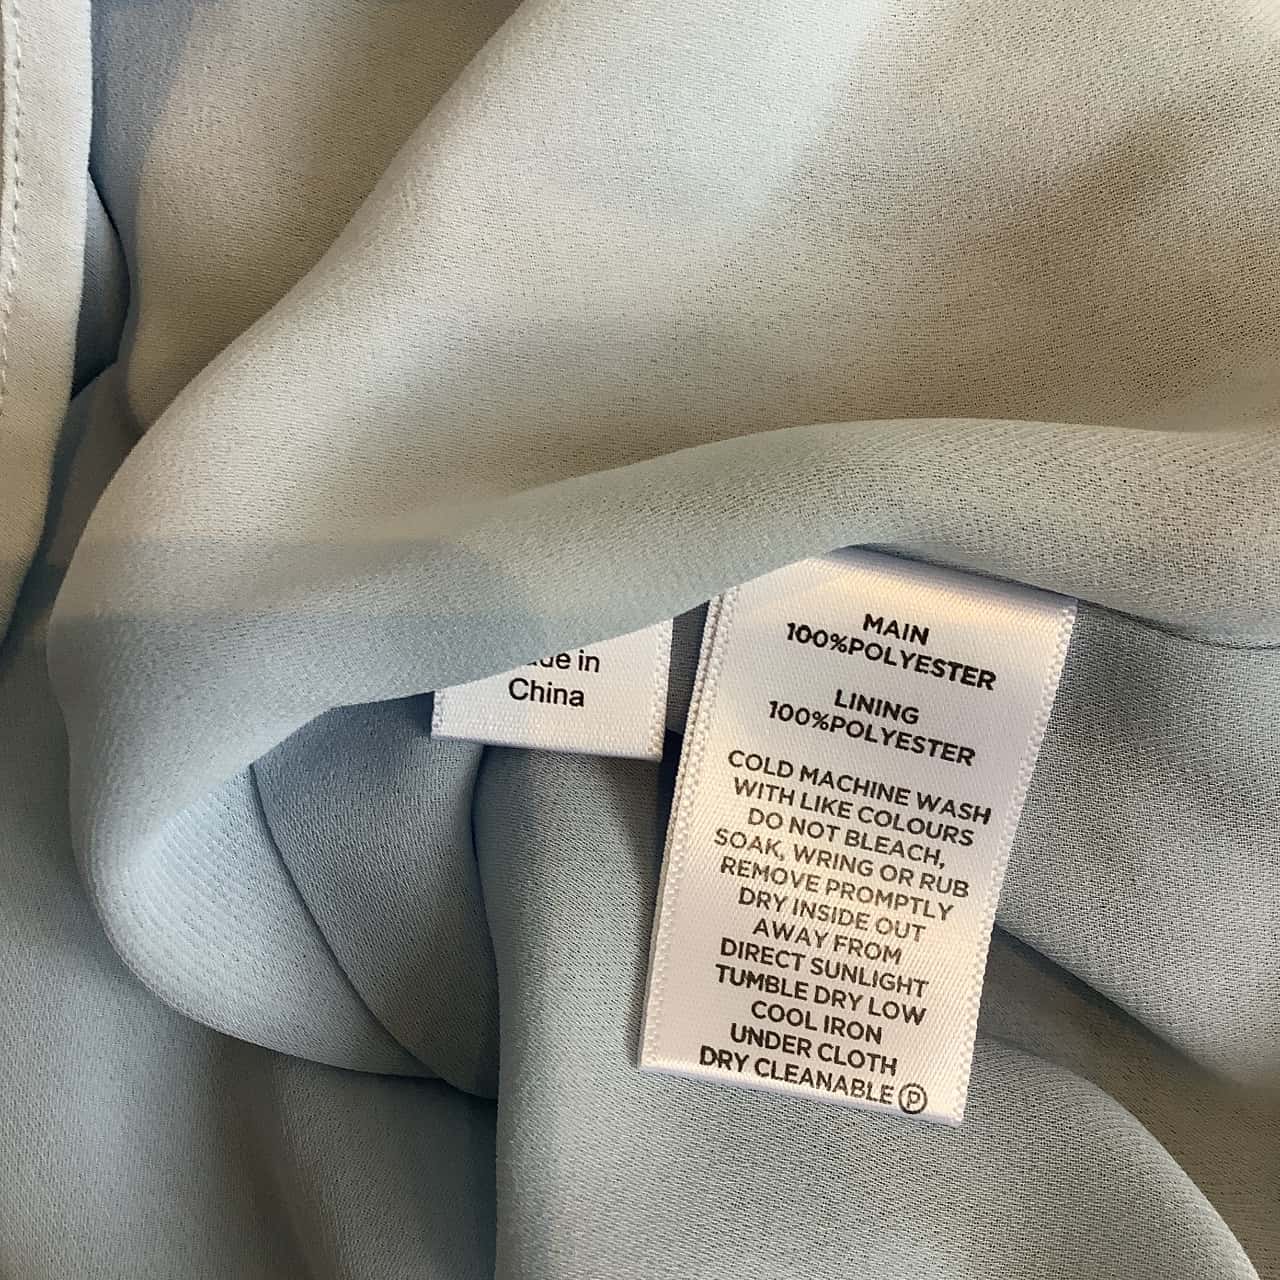 in
China
MAIN
100%POLYESTER
LINING
100%POLYESTER
COLD MACHINE WASH
WITH LIKE COLOURS
DO NOT BLEACH,
SOAK, WRING OR RUB
REMOVE PROMPTLY
DRY INSIDE OUT
AWAY FROM
DIRECT SUNLIGHT
TUMBLE DRY LOW
COOL IRON
UNDER CLOTH
DRY CLEANABLE Ⓟ